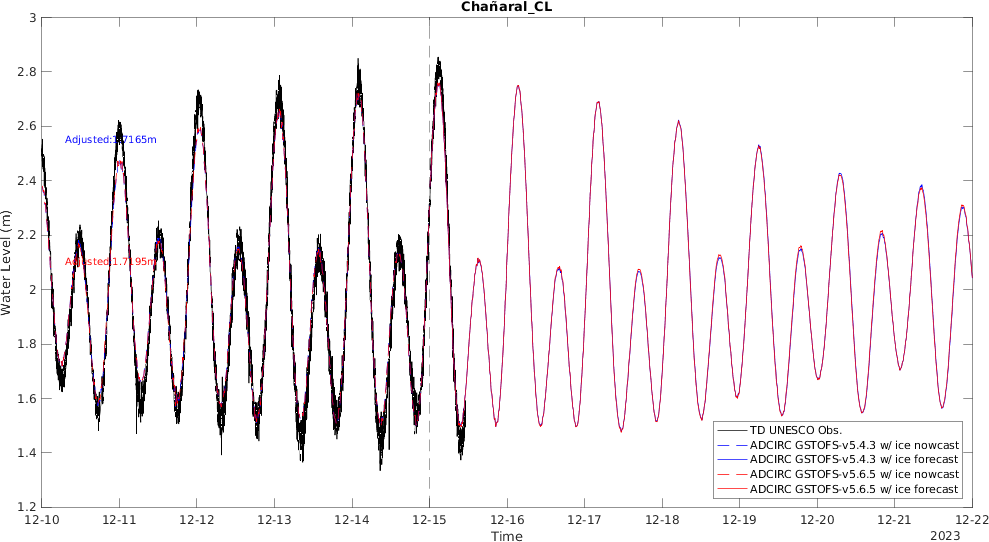 Chañaral_CL
Water Level (m)
3
2.8
2.6
2.4
2.2
2
1.8
1.6
1.4
1.2
Adjusted:1.7165m
Adjusted:1.7195m
TD UNESCO Obs.
ADCIRC GSTOFS-v5.4.3 w/ ice nowcast
ADCIRC GSTOFS-v5.4.3 w/ ice forecast
ADCIRC GSTOFS-v5.6.5 w/ ice nowcast
ADCIRC GSTOFS-v5.6.5 w/ ice forecast
12-10 12-11 12-12 12-13 12-14 12-15 12-16 12-17 12-18 12-19 12-20 12-21 12-22
Time
2023